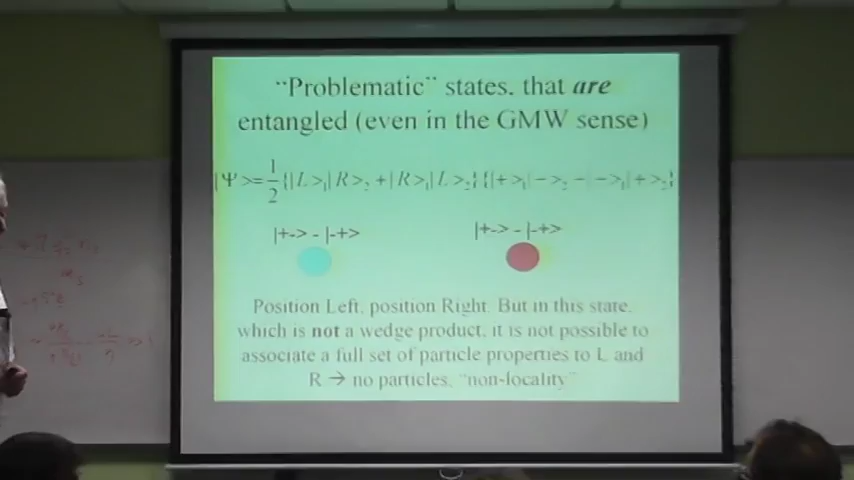 "Problematic" states, that are
entangled (even in the GMW sense)
|Ψ>=1/2{|L>₁|R>₂+|R>₁|L>₂}{|+>₁|->₂-|->₁|+>₂}
|+-> - |-+>
|+-> - |-+>
Position Left, position Right. But in this state,
which is not a wedge product, it is not possible to
associate a full set of particle properties to L and
R → no particles, "non-locality"